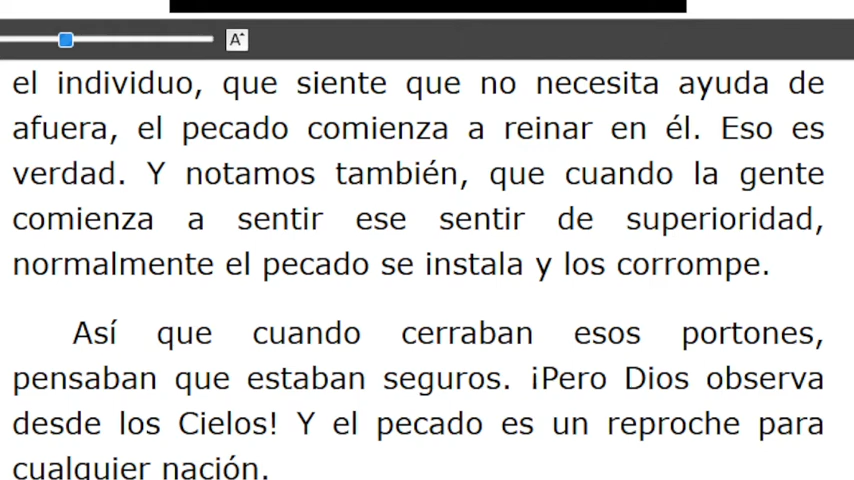 A^
el individuo, que siente que no necesita ayuda de
afuera, el pecado comienza a reinar en él. Eso es
verdad. Y notamos también, que cuando la gente
comienza a sentir ese sentir de superioridad,
normalmente el pecado se instala y los corrompe.
Así que cuando cerraban esos portones,
pensaban que estaban seguros. ¡Pero Dios observa
desde los Cielos! Y el pecado es un reproche para
cualquier nación.